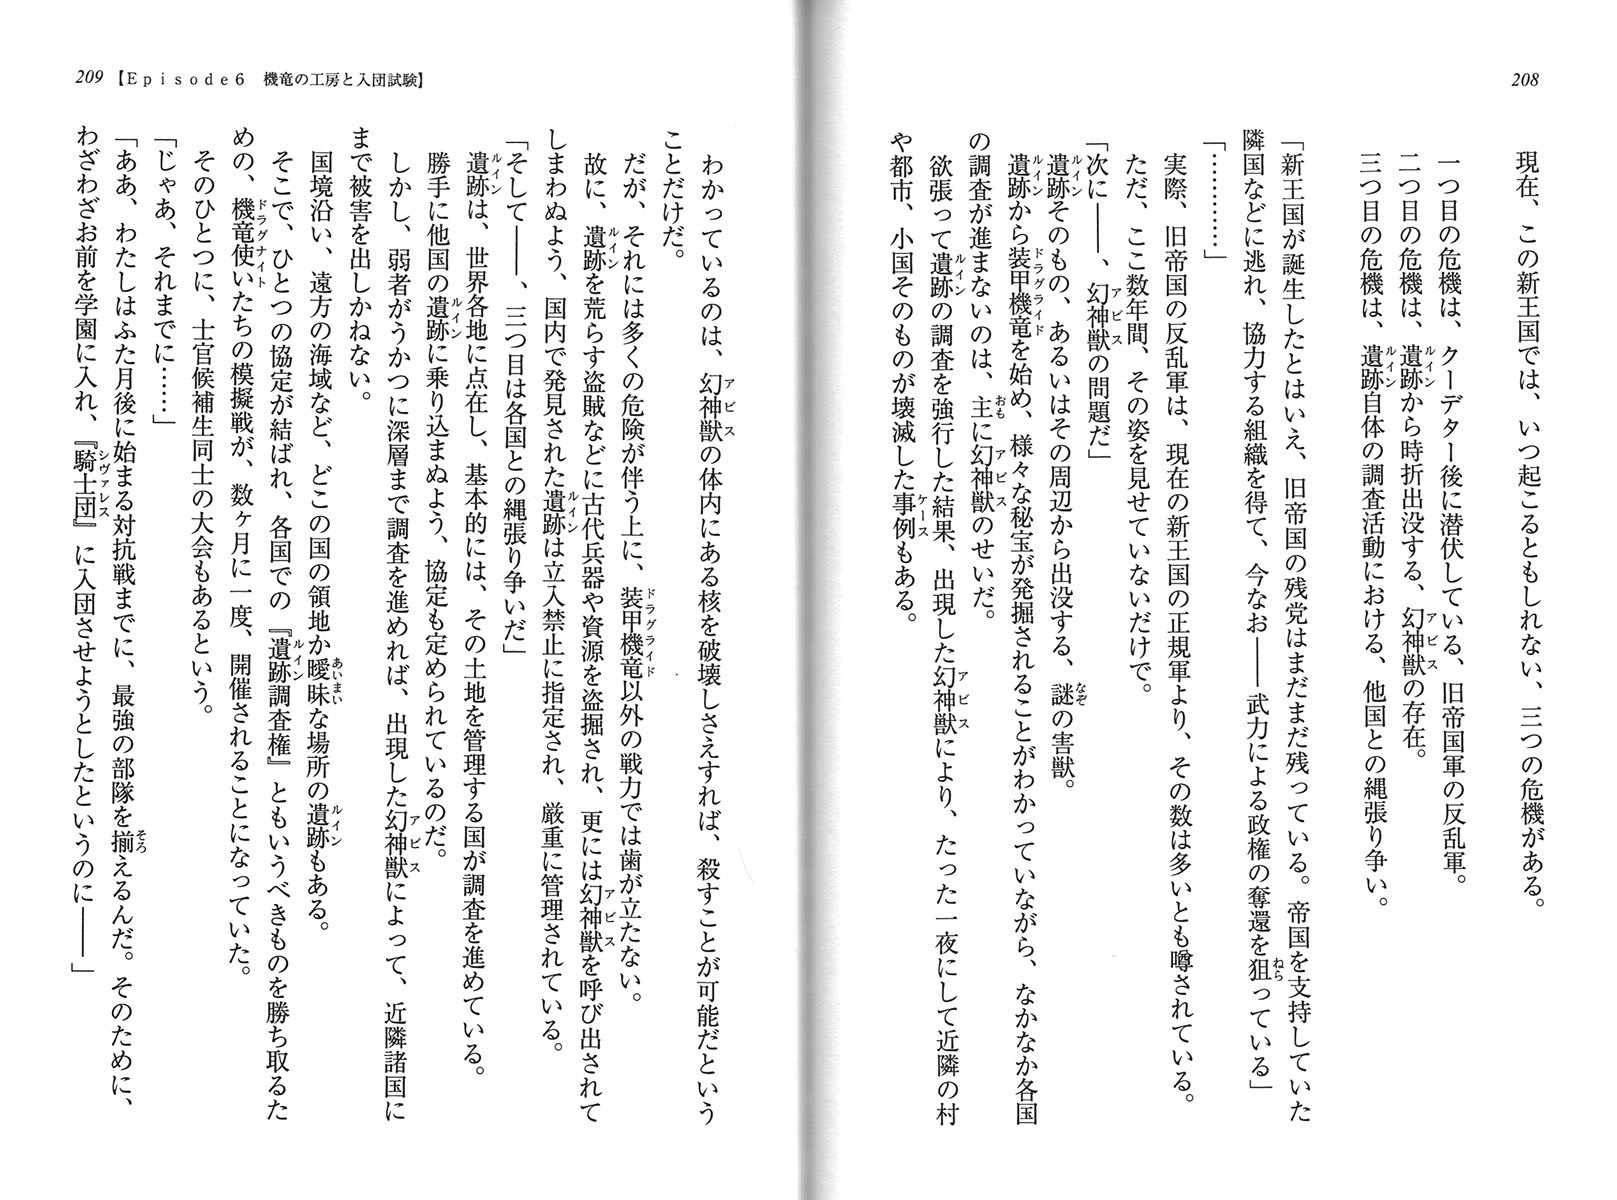 208
現在、この新王国では、いつ起こるともしれない、三つの危機がある。
一つ目の危機は、クーデター後に潜伏している、旧帝国軍の反乱軍。
二つ目の危機は、遺跡から時折出没する、幻神獣の存在。
三つ目の危機は、遺跡自体の調査活動における、他国との縄張り争い。
「新王国が誕生したとはいえ、旧帝国の残党はまだまだ残っている。帝国を支持していた
隣国などに逃れ、協力する組織を得て、今なお――武力による政権の奪還を狙っている」
「…………」
実際、旧帝国の反乱軍は、現在の新王国の正規軍より、その数は多いとも噂されている。
ただ、ここ数年間、その姿を見せていないだけで。
「次に――、幻神獣の問題だ」
遺跡そのもの、あるいはその周辺から出没する、謎の害獣。
遺跡から装甲機竜を始め、様々な秘宝が発掘されることがわかっていながら、なかなか各国
の調査が進まないのは、主に幻神獣のせいだ。
欲張って遺跡の調査を強行した結果、出現した幻神獣により、たった一夜にして近隣の村
や都市、小国そのものが壊滅した事例もある。
209 【Episode6 機竜の工房と入団試験】
わかっているのは、幻神獣の体内にある核を破壊しさえすれば、殺すことが可能だという
ことだけだ。
だが、それには多くの危険が伴う上に、装甲機竜以外の戦力では歯が立たない。
故に、遺跡を荒らす盗賊などに古代兵器や資源を盗掘され、更には幻神獣を呼び出されて
しまわぬよう、国内で発見された遺跡は立入禁止に指定され、厳重に管理されている。
「そして――、三つ目は各国との縄張り争いだ」
遺跡は、世界各地に点在し、基本的には、その土地を管理する国が調査を進めている。
勝手に他国の遺跡に乗り込まぬよう、協定も定められているのだ。
しかし、弱者がうかつに深層まで調査を進めれば、出現した幻神獣によって、近隣諸国に
まで被害を出しかねない。
国境沿い、遠方の海域など、どこの国の領地か曖昧な場所の遺跡もある。
そこで、ひとつの協定が結ばれ、各国での『遺跡調査権』ともいうべきものを勝ち取るた
めの、機竜使いたちの模擬戦が、数ヶ月に一度、開催されることになっていた。
そのひとつに、士官候補生同士の大会もあるという。
「じゃあ、それまでに……」
「ああ、わたしはふた月後に始まる対抗戦までに、最強の部隊を揃えるんだ。そのために、
わざわざお前を学園に入れ、『騎士団』に入団させようとしたというのに――」